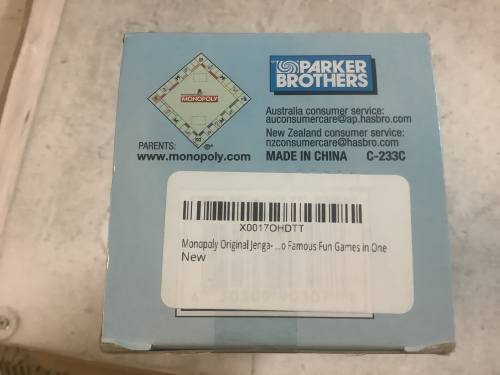 PARKER
BROTHERS
MONOPOLY
Australia consumer service:
auconsumercare@ap.hasbro.com
New Zealand consumer service:
nzconsumercare@hasbro.com
PARENTS:
www.monopoly.com
MADE IN CHINA C-233C
X0017OHDTT
Monopoly Original Jenga- ...o Famous Fun Games in One
New